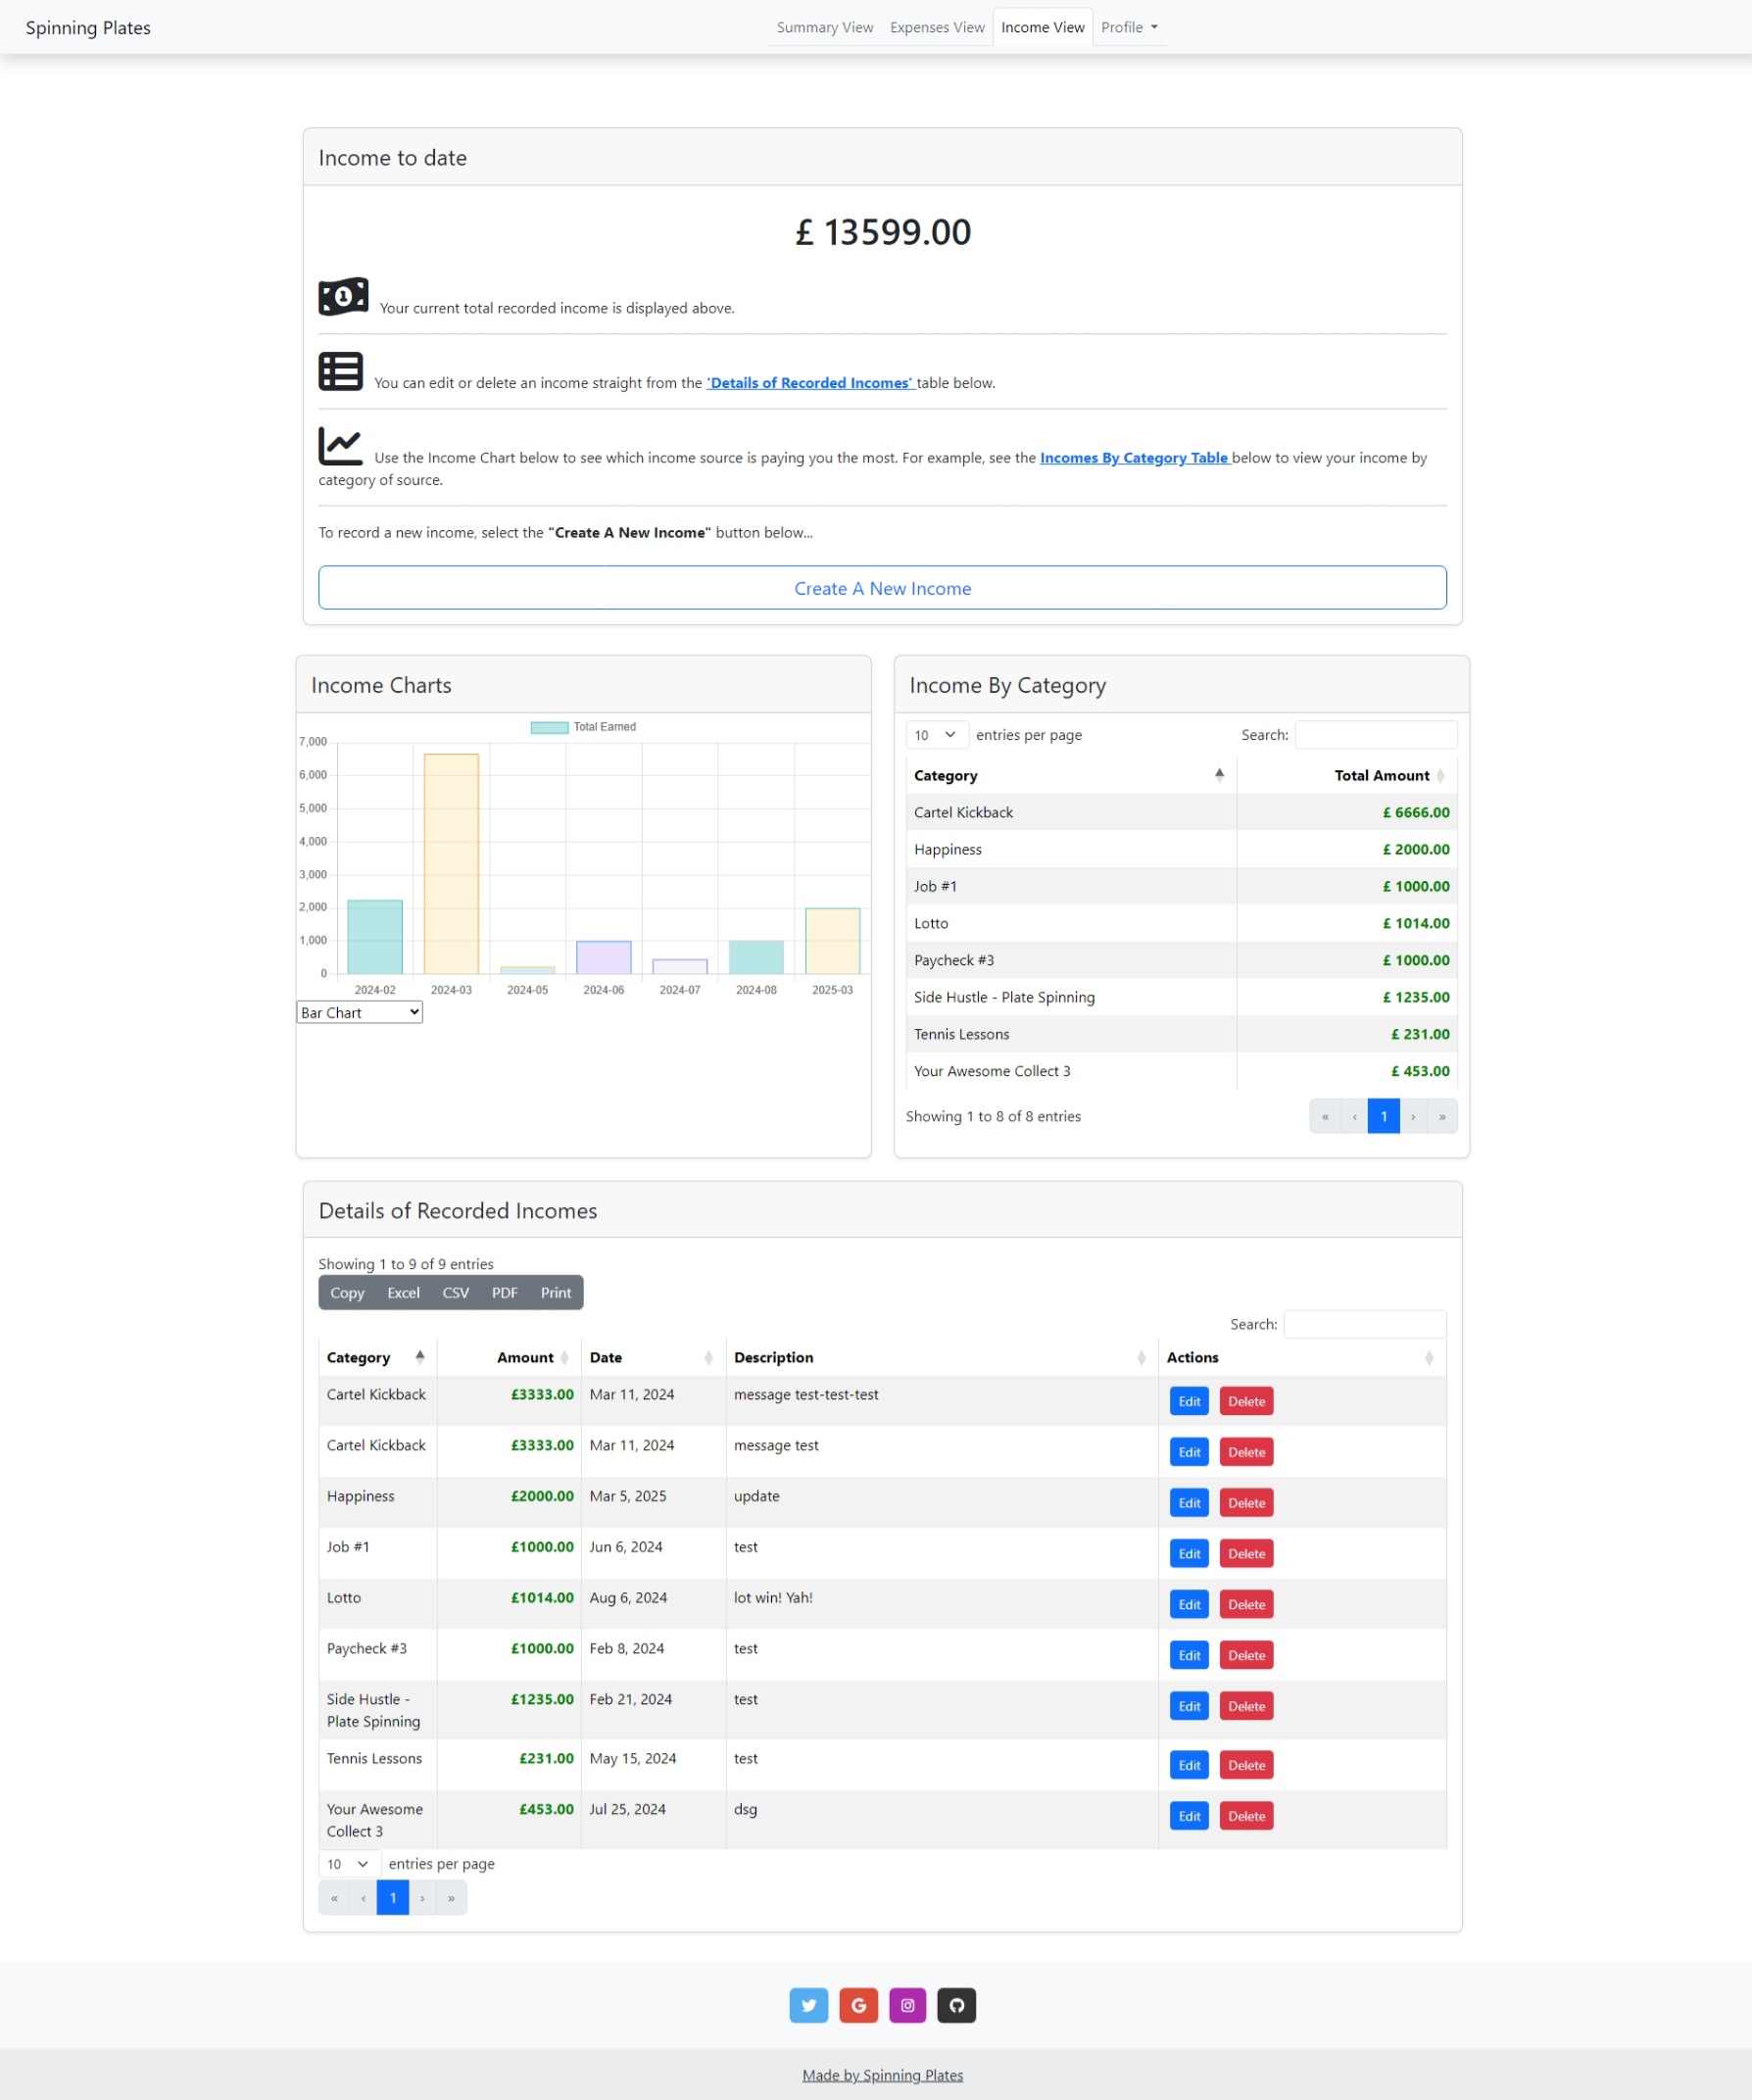 Spinning Plates
Summary View Expenses View Income View Profile
Income to date
£ 13599.00
1
Your current total recorded income is displayed above.
You can edit or delete an income straight from the 'Details of Recorded Incomes' table below.
Use the Income Chart below to see which income source is paying you the most. For example, see the Incomes By Category Table below to view your income by
category of source.
To record a new income, select the "Create A New Income" button below...
Create A New Income
Income Charts
Total Earned
7,000
6,000
5,000
4,000
3,000
2,000
1,000
0
2024-02 2024-03 2024-05 2024-06 2024-07 2024-08 2025-03
Bar Chart
Income By Category
10 entries per page Search:
Category Total Amount
Cartel Kickback £ 6666.00
Happiness £ 2000.00
Job #1 £ 1000.00
Lotto £ 1014.00
Paycheck #3 £ 1000.00
Side Hustle - Plate Spinning £ 1235.00
Tennis Lessons £ 231.00
Your Awesome Collect 3 £ 453.00
Showing 1 to 8 of 8 entries « ‹ 1 › »
Details of Recorded Incomes
Showing 1 to 9 of 9 entries
Copy Excel CSV PDF Print
Search:
Category Amount Date Description Actions
Cartel Kickback £3333.00 Mar 11, 2024 message test-test-test Edit Delete
Cartel Kickback £3333.00 Mar 11, 2024 message test Edit Delete
Happiness £2000.00 Mar 5, 2025 update Edit Delete
Job #1 £1000.00 Jun 6, 2024 test Edit Delete
Lotto £1014.00 Aug 6, 2024 lot win! Yah! Edit Delete
Paycheck #3 £1000.00 Feb 8, 2024 test Edit Delete
Side Hustle - £1235.00 Feb 21, 2024 test Edit Delete
Plate Spinning
Tennis Lessons £231.00 May 15, 2024 test Edit Delete
Your Awesome £453.00 Jul 25, 2024 dsg Edit Delete
Collect 3
10 entries per page
« ‹ 1 › »
G
Made by Spinning Plates